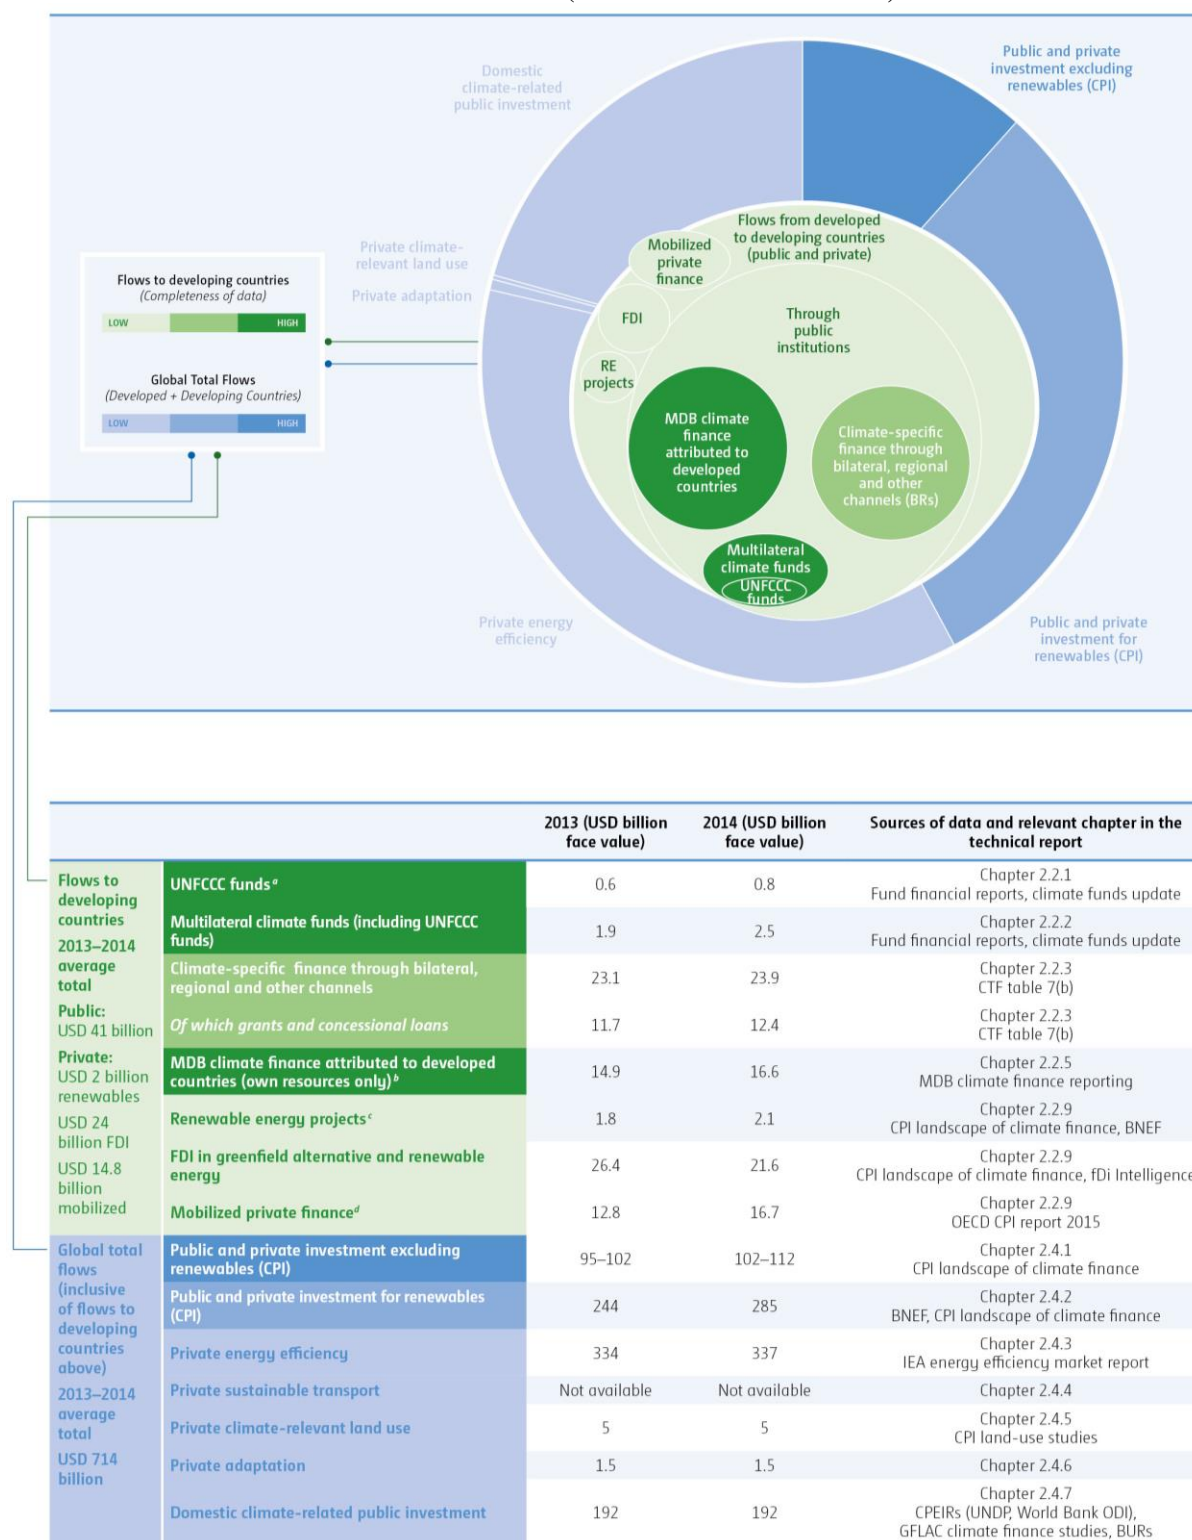 Domestic
climate-related
public investment
Public and private
investment excluding
renewables (CPI)
Flows from developed
to developing countries
(public and private)
Mobilized
private
finance
Private climate-
relevant land use
Private adaptation
FDI
Through
public
institutions
RE
projects
Flows to developing countries
(Completeness of data)
LOW HIGH
Global Total Flows
(Developed + Developing Countries)
LOW HIGH
MDB climate
finance
attributed to
developed
countries
Climate-specific
finance through
bilateral, regional
and other
channels (BRs)
Multilateral
climate funds
UNFCCC
funds
Private energy
efficiency
Public and private
investment for
renewables (CPI)
2013 (USD billion
face value)
2014 (USD billion
face value)
Sources of data and relevant chapter in the
technical report
Flows to
developing
countries
2013–2014
average
total
Public:
USD 41 billion
Private:
USD 2 billion
renewables
USD 24
billion FDI
USD 14.8
billion
mobilized
UNFCCC funds a
0.6
0.8
Chapter 2.2.1
Fund financial reports, climate funds update
Multilateral climate funds (including UNFCCC
funds)
1.9
2.5
Chapter 2.2.2
Fund financial reports, climate funds update
Climate-specific finance through bilateral,
regional and other channels
23.1
23.9
Chapter 2.2.3
CTF table 7(b)
Of which grants and concessional loans
11.7
12.4
Chapter 2.2.3
CTF table 7(b)
MDB climate finance attributed to developed
countries (own resources only) b
14.9
16.6
Chapter 2.2.5
MDB climate finance reporting
Renewable energy projects c
1.8
2.1
Chapter 2.2.9
CPI landscape of climate finance, BNEF
FDI in greenfield alternative and renewable
energy
26.4
21.6
Chapter 2.2.9
CPI landscape of climate finance, fDi Intelligence
Mobilized private finance d
12.8
16.7
Chapter 2.2.9
OECD CPI report 2015
Global total
flows
(inclusive
of flows to
developing
countries
above)
2013–2014
average
total
USD 714
billion
Public and private investment excluding
renewables (CPI)
95–102
102–112
Chapter 2.4.1
CPI landscape of climate finance
Public and private investment for renewables
(CPI)
244
285
Chapter 2.4.2
BNEF, CPI landscape of climate finance
Private energy efficiency
334
337
Chapter 2.4.3
IEA energy efficiency market report
Private sustainable transport
Not available
Not available
Chapter 2.4.4
Private climate-relevant land use
5
5
Chapter 2.4.5
CPI land-use studies
Private adaptation
1.5
1.5
Chapter 2.4.6
Domestic climate-related public investment
192
192
Chapter 2.4.7
CPEIRs (UNDP, World Bank ODI),
GFLAC climate finance studies, BURs